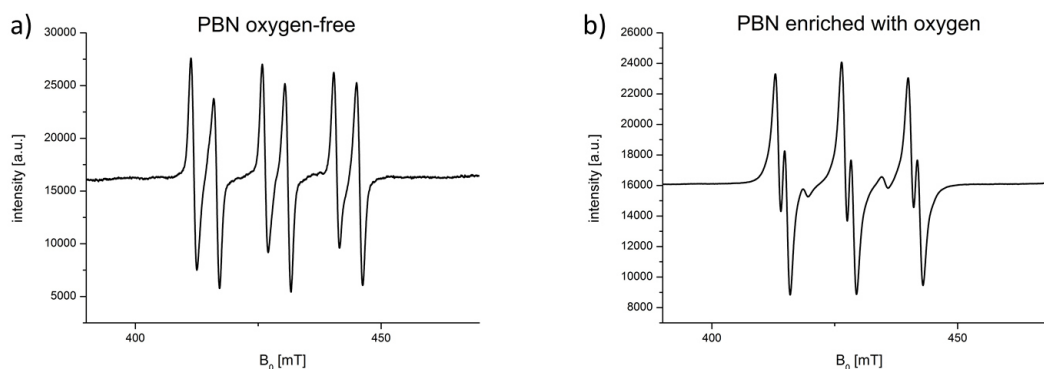 a)
PBN oxygen-free
30000
25000
20000
15000
10000
5000
intensity [a.u.]
400
450
B0 [mT]
b)
PBN enriched with oxygen
26000
24000
22000
20000
18000
16000
14000
12000
10000
8000
intensity [a.u.]
400
450
B0 [mT]